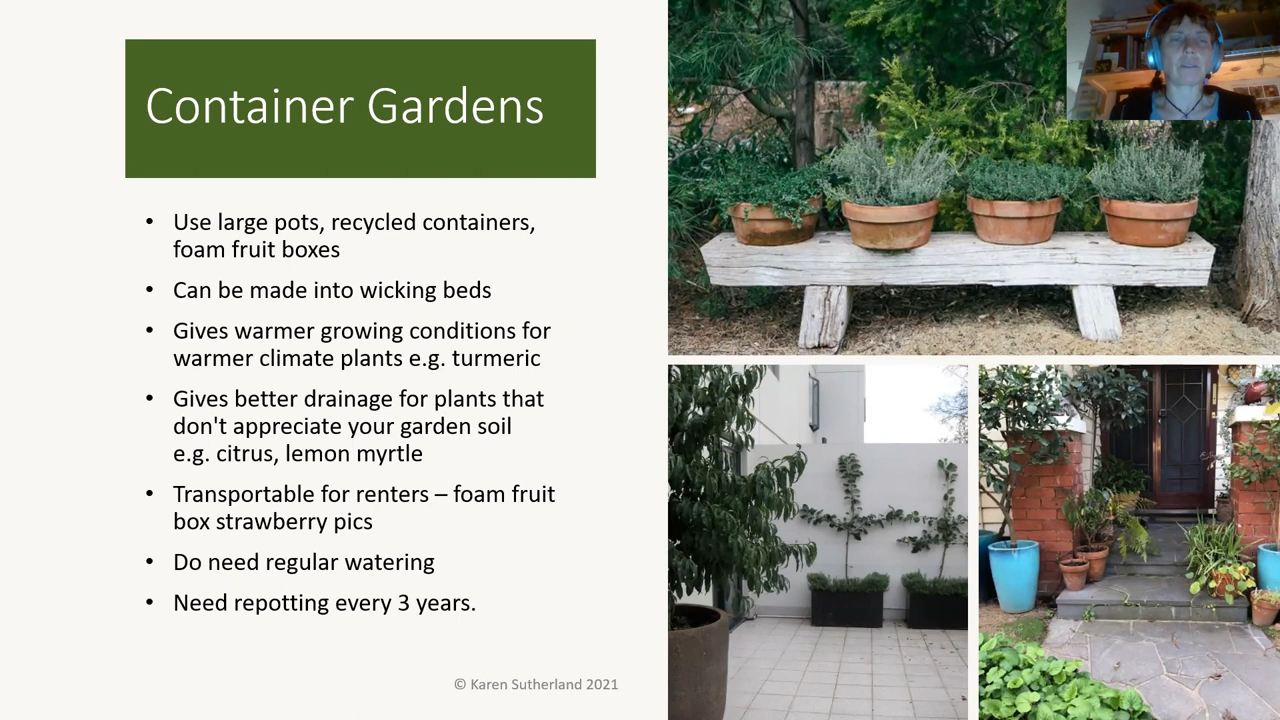 Container Gardens
• Use large pots, recycled containers,
foam fruit boxes
• Can be made into wicking beds
• Gives warmer growing conditions for
warmer climate plants e.g. turmeric
• Gives better drainage for plants that
don't appreciate your garden soil
e.g. citrus, lemon myrtle
• Transportable for renters – foam fruit
box strawberry pics
• Do need regular watering
• Need repotting every 3 years.
© Karen Sutherland 2021